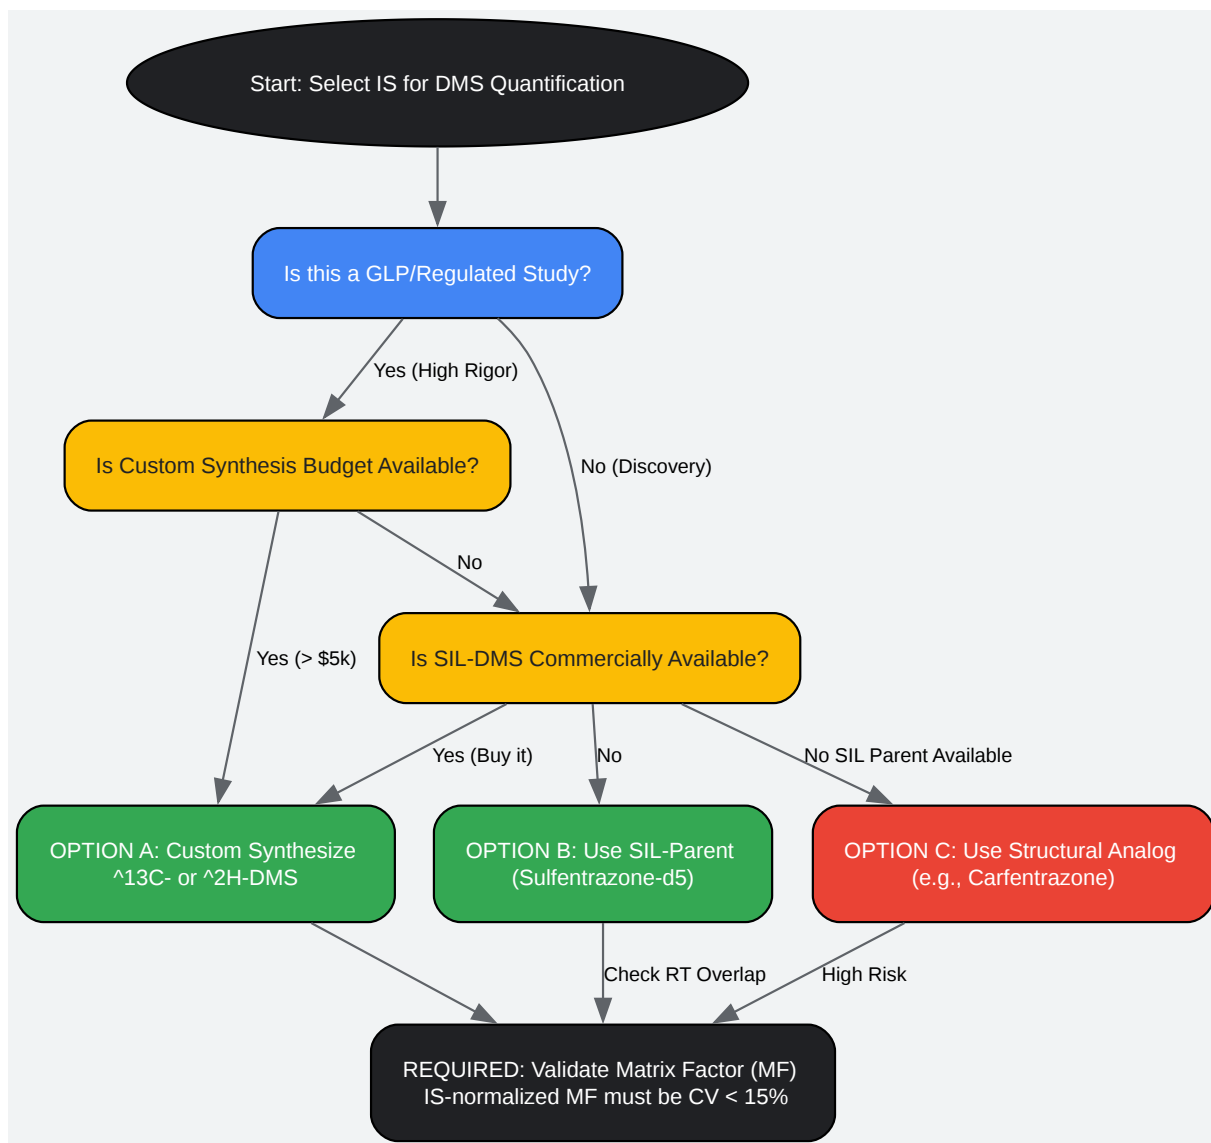 Start: Select IS for DMS Quantification
Is this a GLP/Regulated Study?
Yes (High Rigor)
Is Custom Synthesis Budget Available?
No (Discovery)
No
Yes (> $5k)
Is SIL-DMS Commercially Available?
Yes (Buy it)
No
No SIL Parent Available
OPTION A: Custom Synthesize
^13C- or ^2H-DMS
OPTION B: Use SIL-Parent
(Sulfentrazone-d5)
OPTION C: Use Structural Analog
(e.g., Carfentrazone)
Check RT Overlap
High Risk
REQUIRED: Validate Matrix Factor (MF)
IS-normalized MF must be CV < 15%